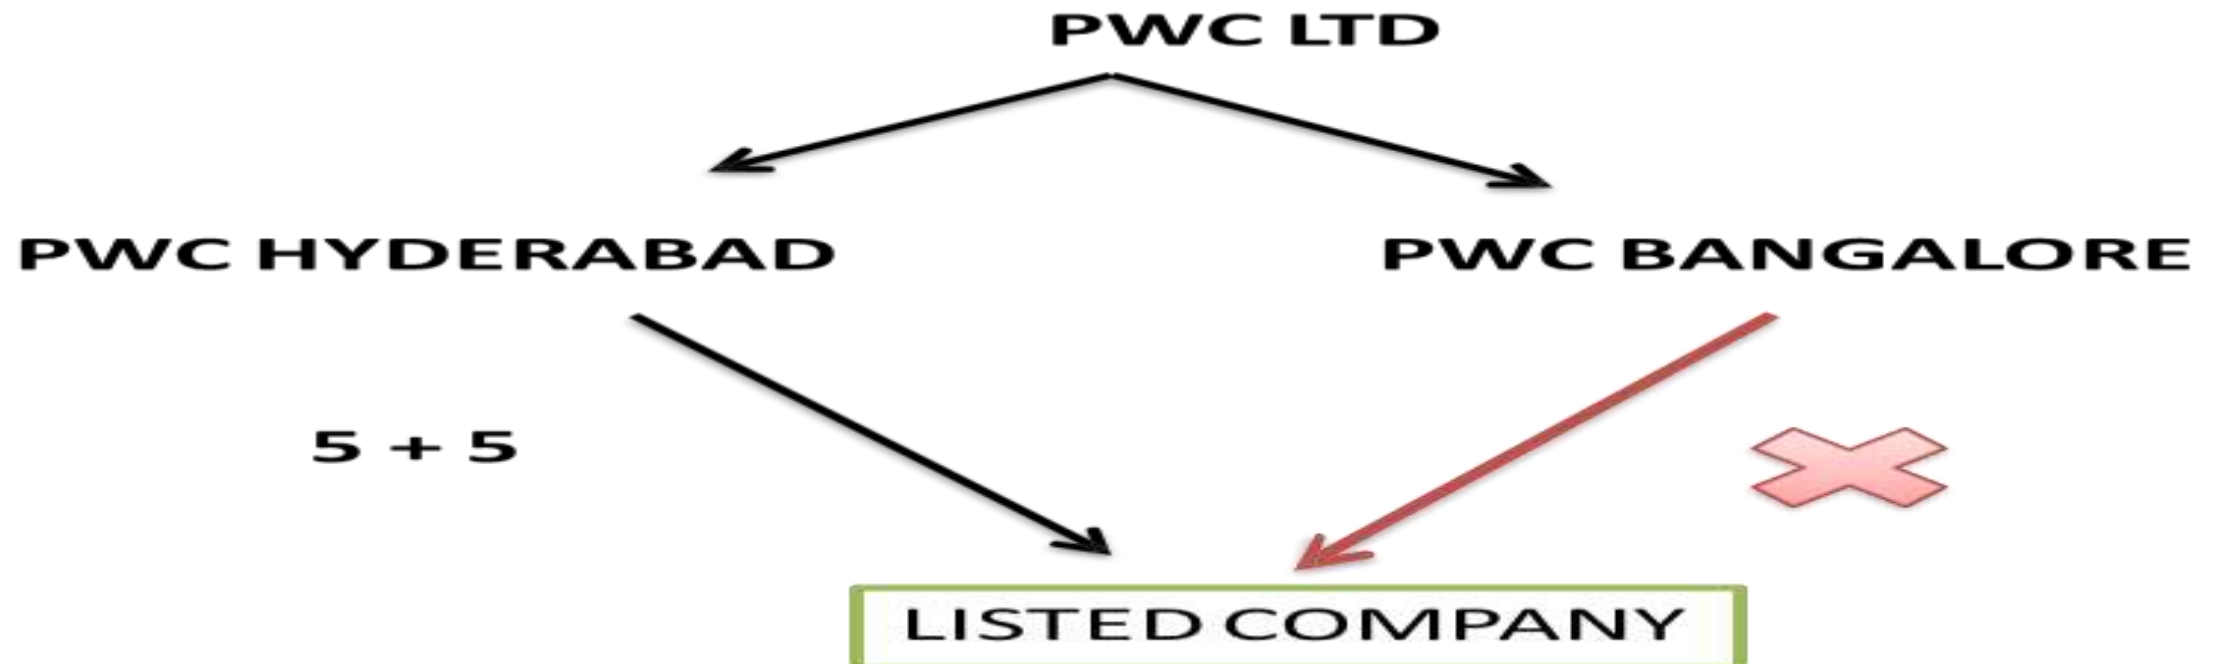 PWC LTD
PWC HYDERABAD
PWC BANGALORE
5 + 5
LISTED COMPANY